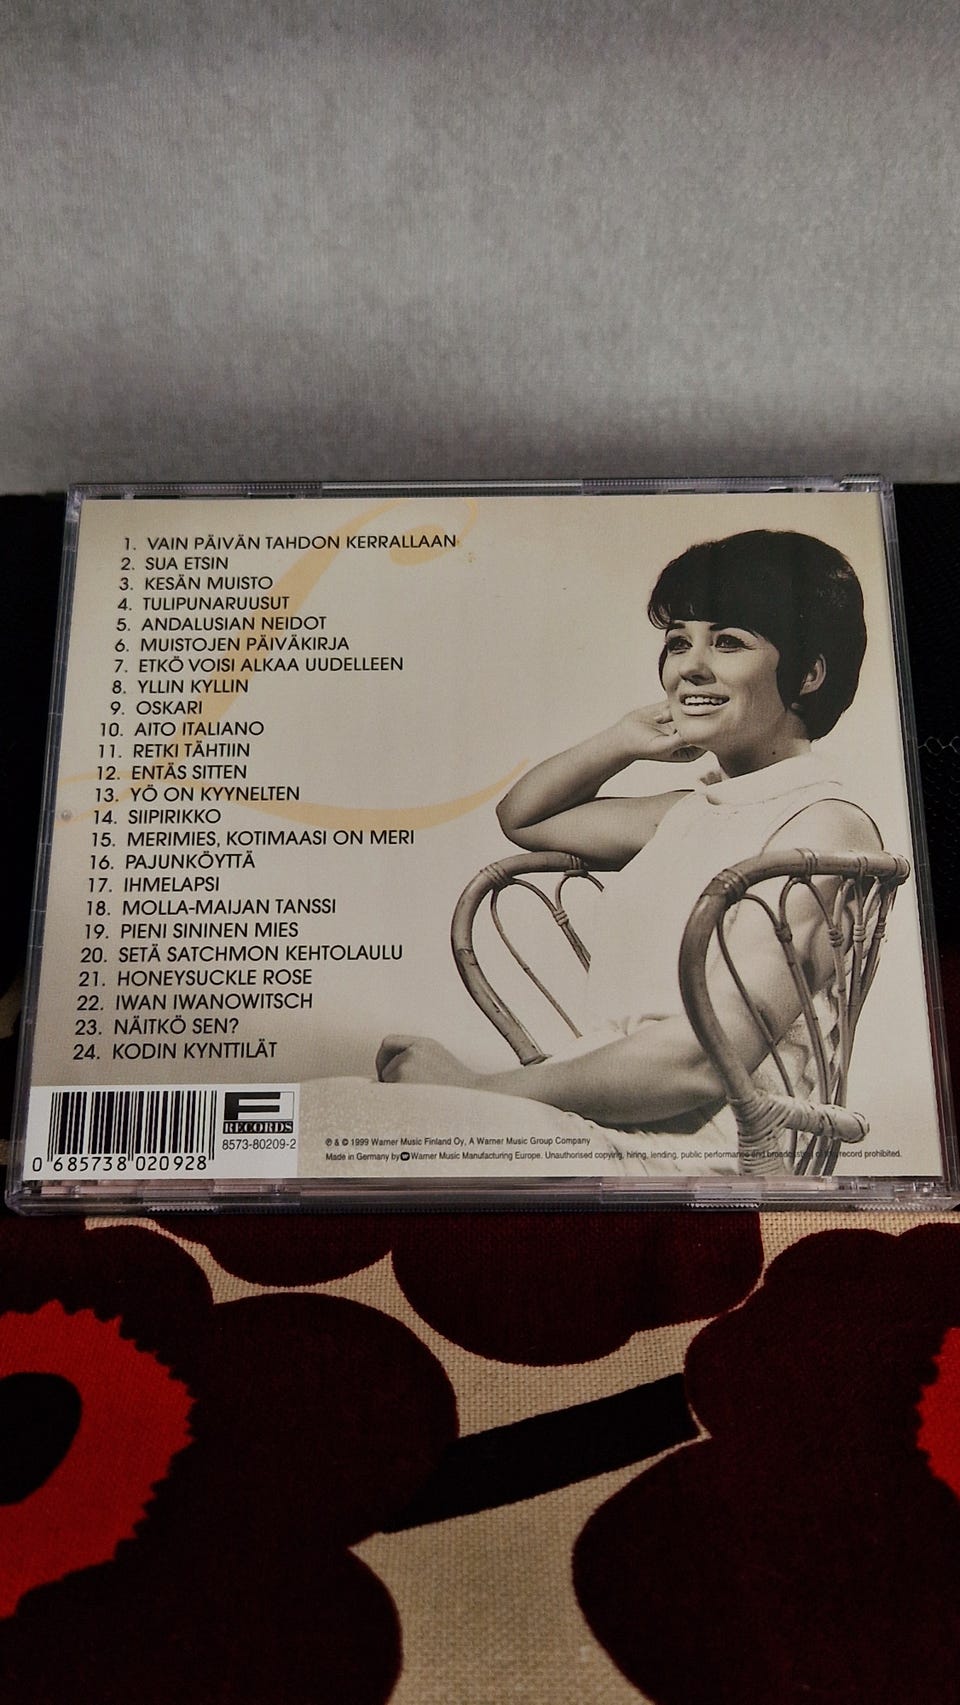 1. VAIN PÄIVÄN TAHDON KERRALLAAN
2. SUA ETSIN
3. KESÄN MUISTO
4. TULIPUNARUUSUT
5. ANDALUSIAN NEIDOT
6. MUISTOJEN PÄIVÄKIRJA
7. ETKÖ VOISI ALKAA UUDELLEEN
8. YLLIN KYLLIN
9. OSKARI
10. AITO ITALIANO
11. RETKI TÄHTIIN
12. ENTÄS SITTEN
13. YÖ ON KYYNELTEN
14. SIIPIRIKKO
15. MERIMIES, KOTIMAASI ON MERI
16. PAJUNKÖYTTÄ
17. IHMELAPSI
18. MOLLA-MAIJAN TANSSI
19. PIENI SININEN MIES
20. SETÄ SATCHMON KEHTOLAULU
21. HONEYSUCKLE ROSE
22. IWAN IWANOWITSCH
23. NÄITKÖ SEN?
24. KODIN KYNTTILÄT
0 685738 020928
F RECORDS
8573-80209-2
℗ & © 1999 Warner Music Finland Oy, A Warner Music Group Company
Made in Germany by Warner Music Manufacturing Europe. Unauthorised copying, hiring, lending, public performance and broadcasting of this record prohibited.